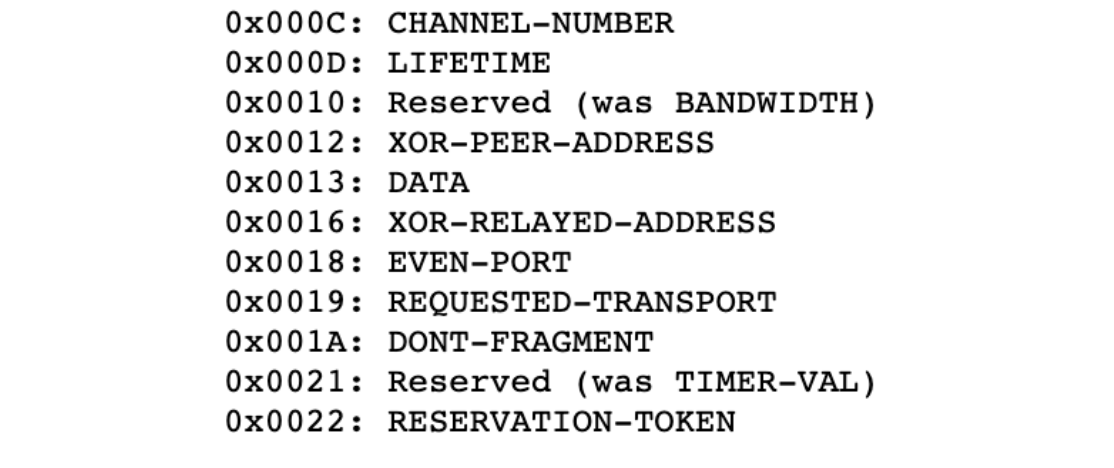 0x000C: CHANNEL-NUMBER
0x000D: LIFETIME
0x0010: Reserved (was BANDWIDTH)
0x0012: XOR-PEER-ADDRESS
0x0013: DATA
0x0016: XOR-RELAYED-ADDRESS
0x0018: EVEN-PORT
0x0019: REQUESTED-TRANSPORT
0x001A: DONT-FRAGMENT
0x0021: Reserved (was TIMER-VAL)
0x0022: RESERVATION-TOKEN